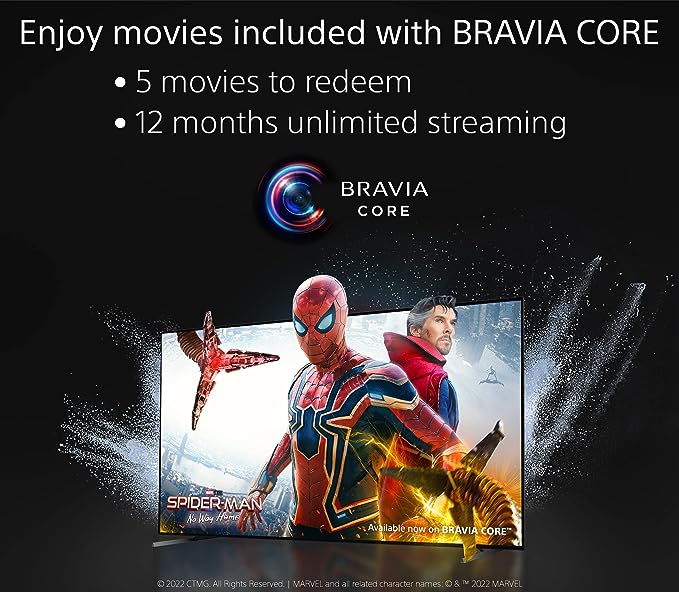 Enjoy movies included with BRAVIA CORE
• 5 movies to redeem
• 12 months unlimited streaming
BRAVIA
CORE
MARVEL
SPIDER-MAN
No Way Home
Available now on BRAVIA CORE™
© 2022 CTMG. All Rights Reserved. | MARVEL and all related character names: © & ™ 2022 MARVEL